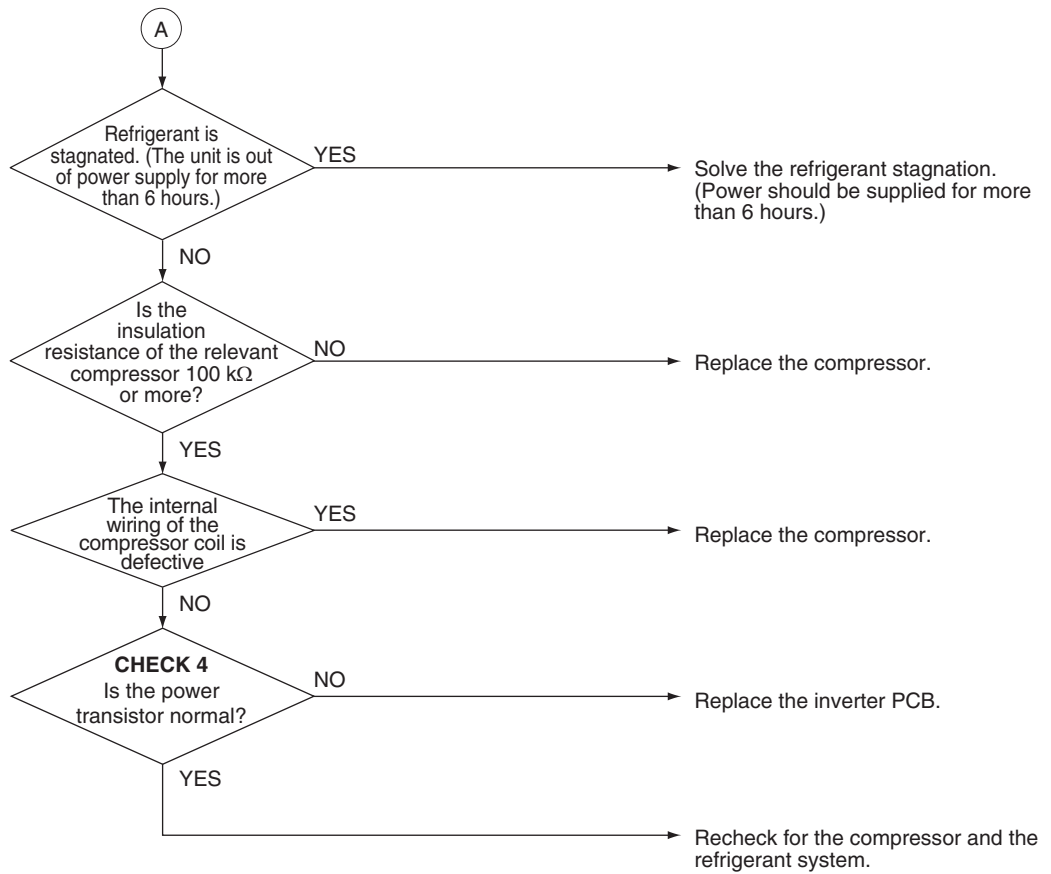 A
Refrigerant is
stagnated. (The unit is out
of power supply for more
than 6 hours.)
YES
Solve the refrigerant stagnation.
(Power should be supplied for more
than 6 hours.)
NO
Is the
insulation
resistance of the relevant
compressor 100 kΩ
or more?
NO
Replace the compressor.
YES
The internal
wiring of the
compressor coil is
defective
YES
Replace the compressor.
NO
CHECK 4
Is the power
transistor normal?
NO
Replace the inverter PCB.
YES
Recheck for the compressor and the
refrigerant system.